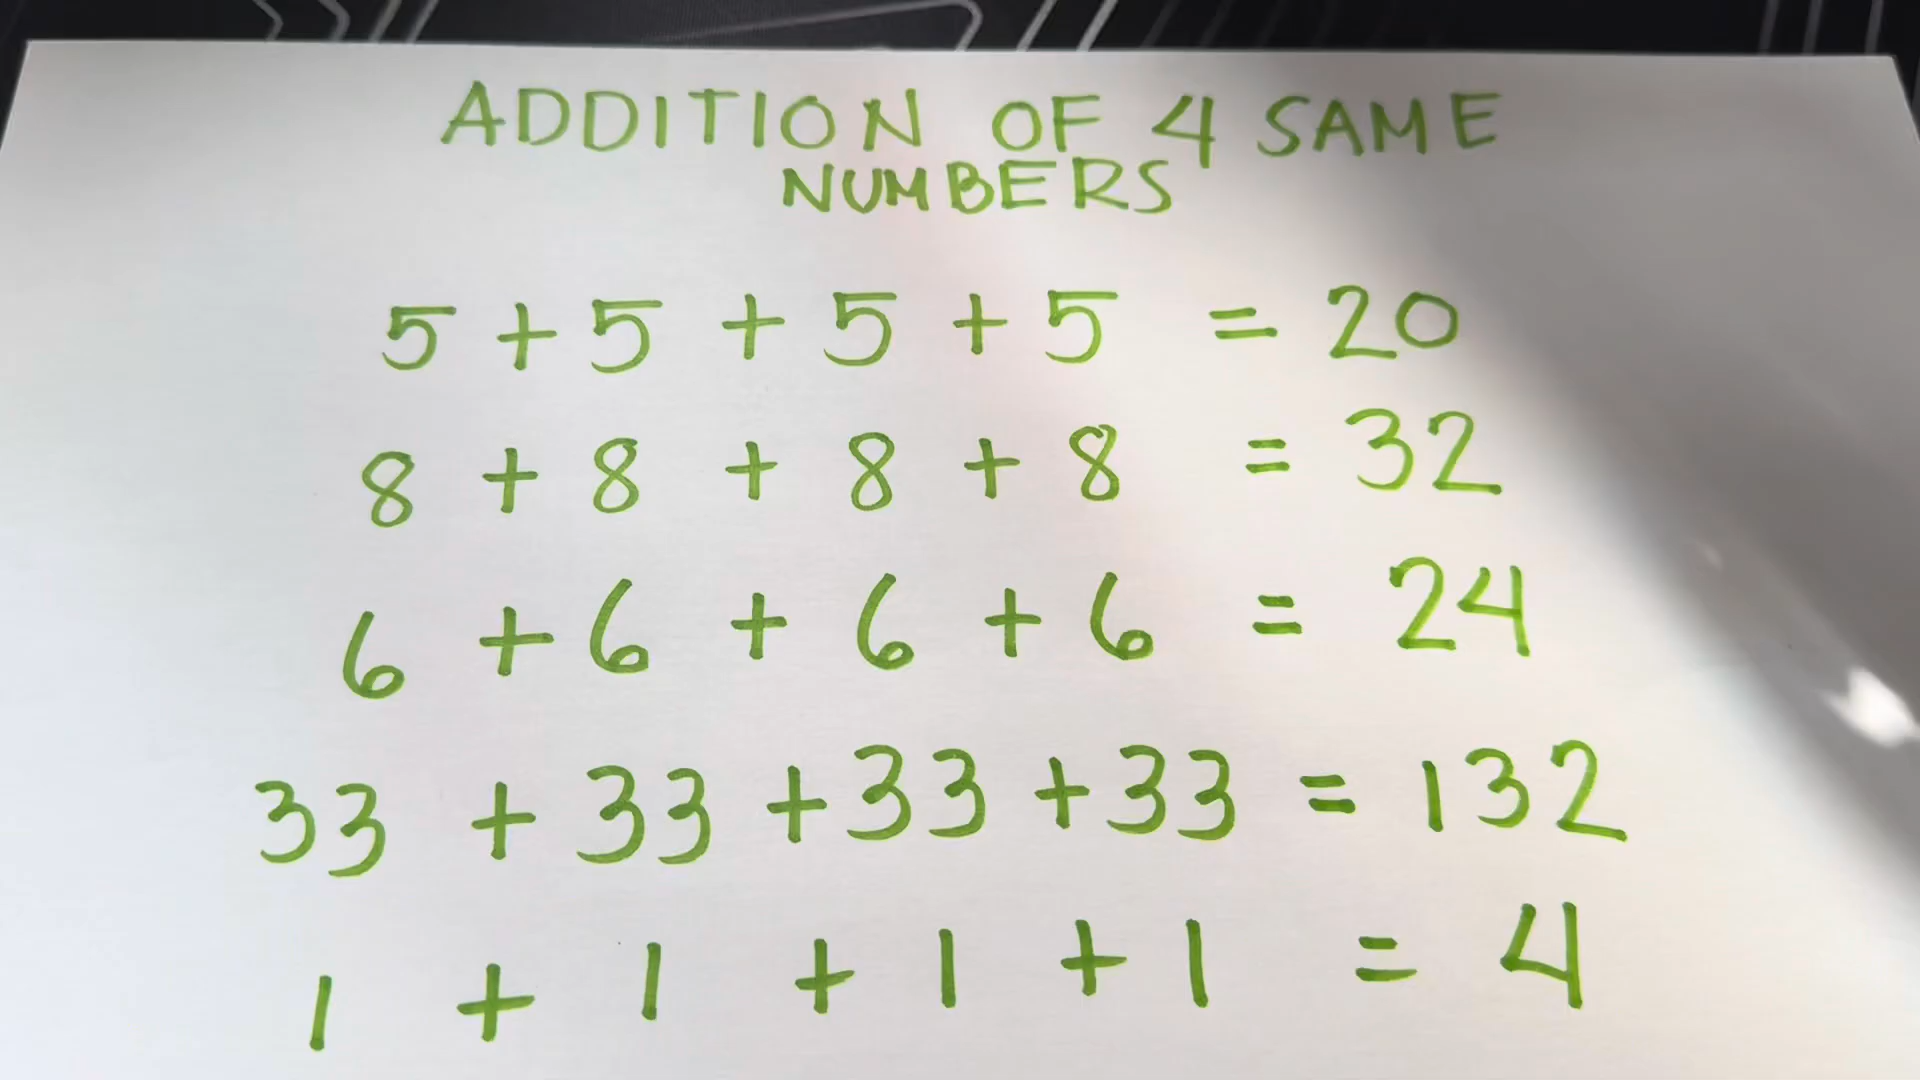 ADDITION OF 4 SAME
NUMBERS
5 + 5 + 5 + 5 = 20
8 + 8 + 8 + 8 = 32
6 + 6 + 6 + 6 = 24
33 + 33 + 33 + 33 = 132
1 + 1 + 1 + 1 = 4